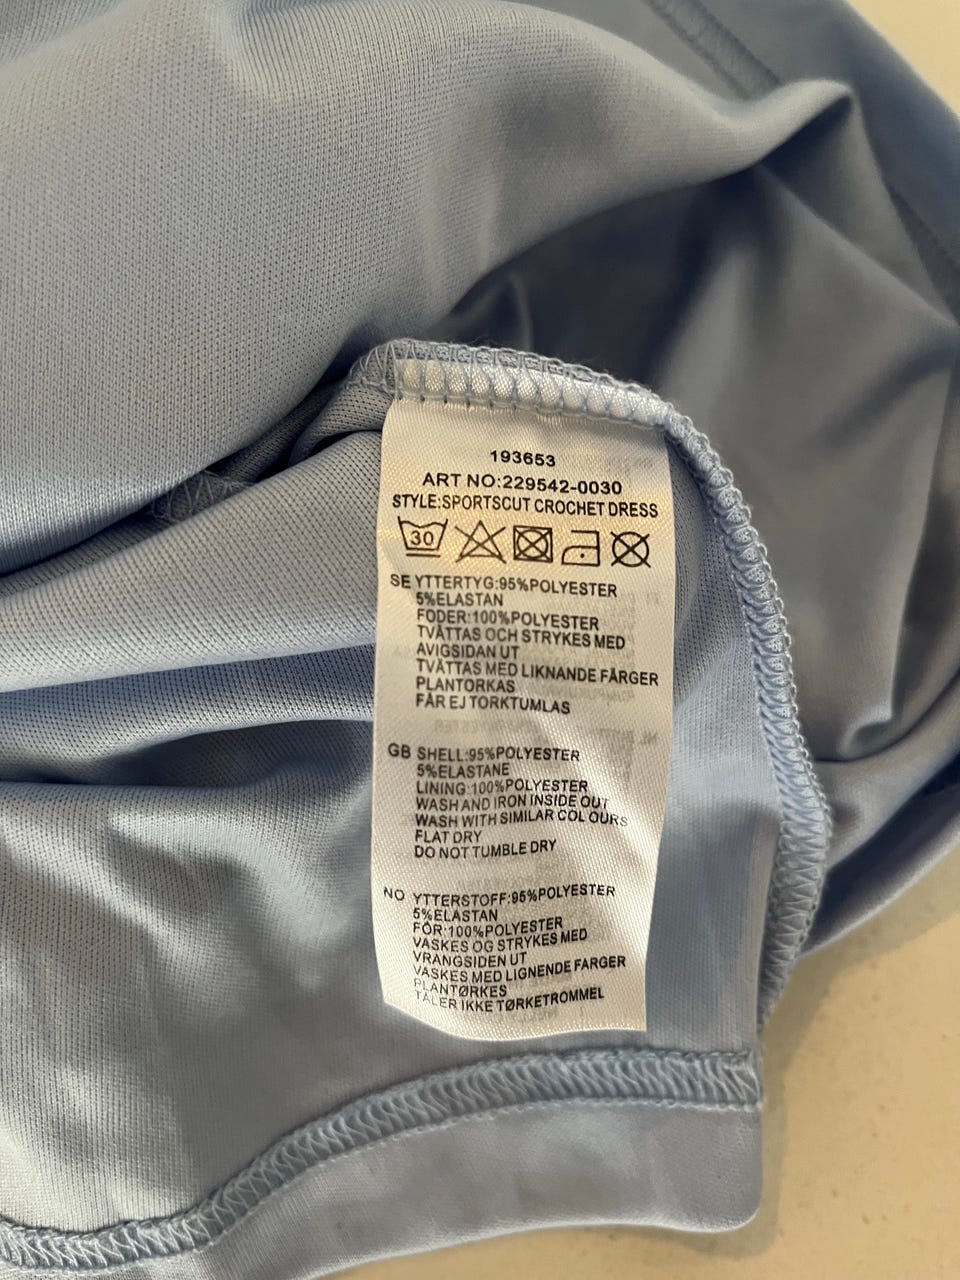 193653
ART NO:229542-0030
STYLE:SPORTSCUT CROCHET DRESS
30
SE YTTERTYG:95%POLYESTER
5%ELASTAN
FODER:100%POLYESTER
TVÄTTAS OCH STRYKES MED
AVIGSIDAN UT
TVÄTTAS MED LIKNANDE FÄRGER
PLANTORKAS
FÅR EJ TORKTUMLAS
GB SHELL:95%POLYESTER
5%ELASTANE
LINING:100%POLYESTER
WASH AND IRON INSIDE OUT
WASH WITH SIMILAR COLOURS
FLAT DRY
DO NOT TUMBLE DRY
NO YTTERSTOFF:95%POLYESTER
5%ELASTAN
FÔR:100%POLYESTER
VASKES OG STRYKES MED
VRANGSIDEN UT
VASKES MED LIGNENDE FARGER
PLANTØRKES
TÅLER IKKE TØRKETROMMEL